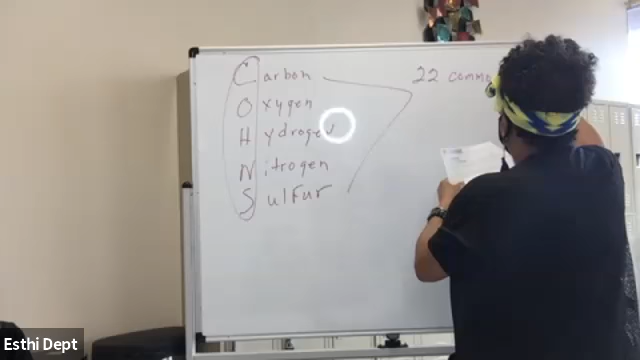 Carbon
22 comm
Oxygen
Hydrogen
Nitrogen
Sulfur
Esthi Dept